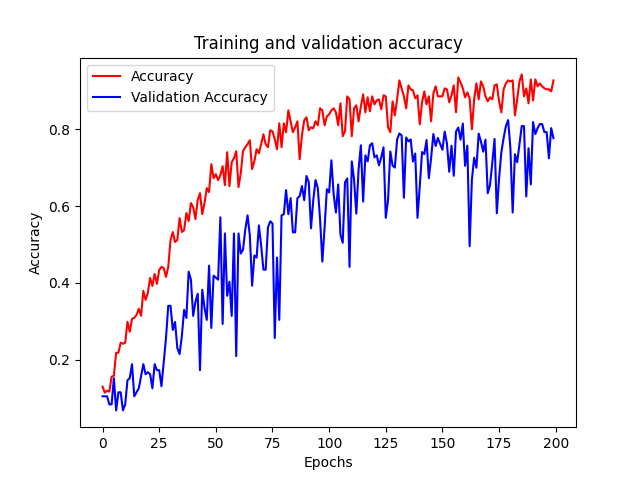 Training and validation accuracy
Accuracy
Validation Accuracy
0.8
0.6
0.4
0.2
Accuracy
0 25 50 75 100 125 150 175 200
Epochs